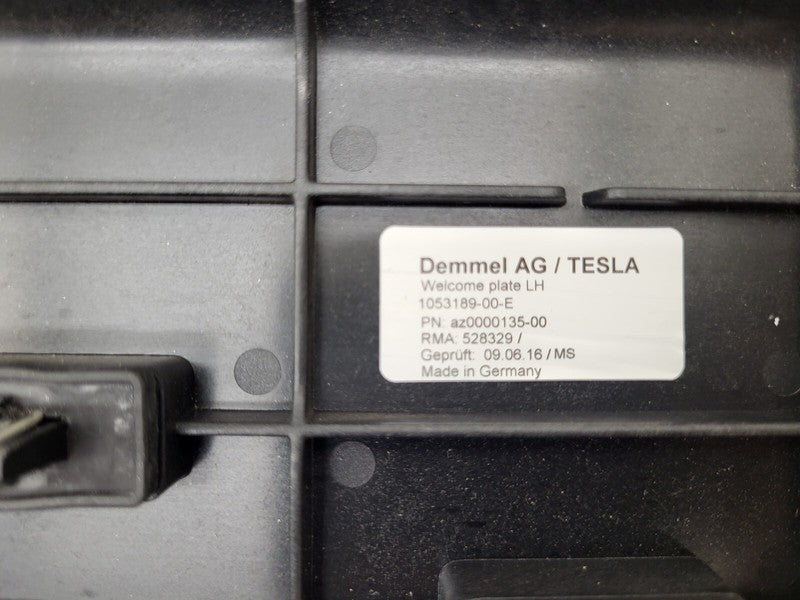 Demmel AG / TESLA
Welcome plate LH
1053189-00-E
PN: az0000135-00
RMA: 528329 /
Geprüft: 09.06.16 / MS
Made in Germany